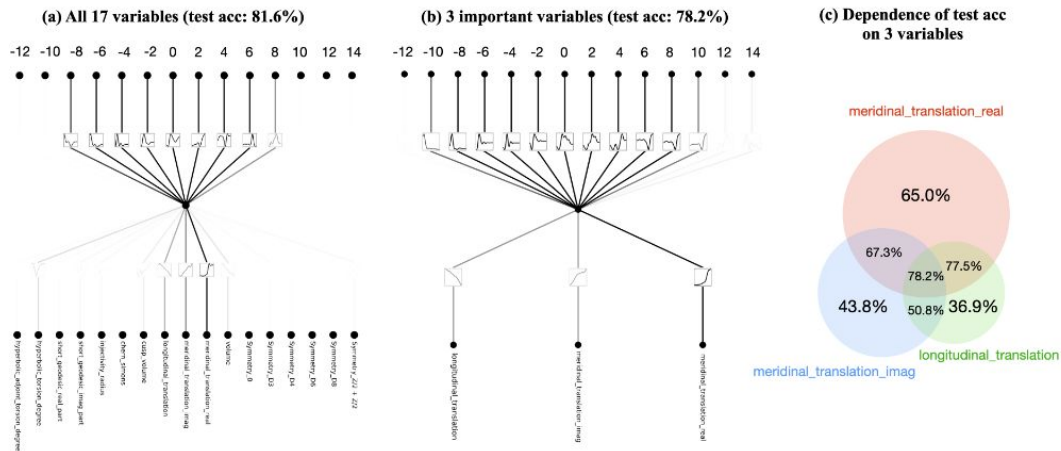 (a) All 17 variables (test acc: 81.6%)
-12 -10 -8 -6 -4 -2 0 2 4 6 8 10 12 14
hyperbolic_adjoint_torsion_degree
hyperbolic_torsion_degree
short_geodesic_real_part
short_geodesic_imag_part
injectivity_radius
chern_simons
cusp_volume
longitudinal_translation
meridinal_translation_imag
meridinal_translation_real
volume
Symmetry_0
Symmetry_D3
Symmetry_D4
Symmetry_D6
Symmetry_D8
Symmetry_Z/2 + Z/2
(b) 3 important variables (test acc: 78.2%)
-12 -10 -8 -6 -4 -2 0 2 4 6 8 10 12 14
longitudinal_translation
meridinal_translation_imag
meridinal_translation_real
(c) Dependence of test acc
on 3 variables
meridinal_translation_real
65.0%
67.3%
77.5%
78.2%
43.8%
50.8%
36.9%
longitudinal_translation
meridinal_translation_imag